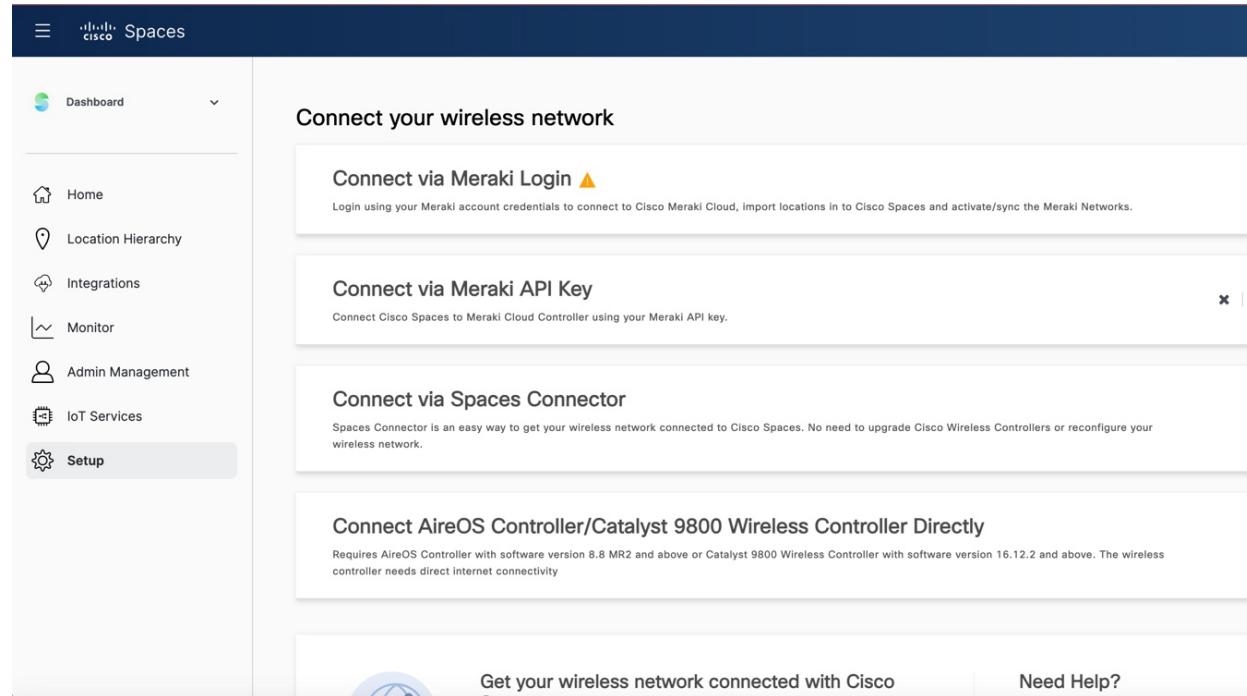 cisco Spaces
Dashboard
Home
Location Hierarchy
Integrations
Monitor
Admin Management
IoT Services
Setup
Connect your wireless network
Connect via Meraki Login
Login using your Meraki account credentials to connect to Cisco Meraki Cloud, import locations in to Cisco Spaces and activate/sync the Meraki Networks.
Connect via Meraki API Key
Connect Cisco Spaces to Meraki Cloud Controller using your Meraki API key.
Connect via Spaces Connector
Spaces Connector is an easy way to get your wireless network connected to Cisco Spaces. No need to upgrade Cisco Wireless Controllers or reconfigure your
wireless network.
Connect AireOS Controller/Catalyst 9800 Wireless Controller Directly
Requires AireOS Controller with software version 8.8 MR2 and above or Catalyst 9800 Wireless Controller with software version 16.12.2 and above. The wireless
controller needs direct internet connectivity
Get your wireless network connected with Cisco
Need Help?